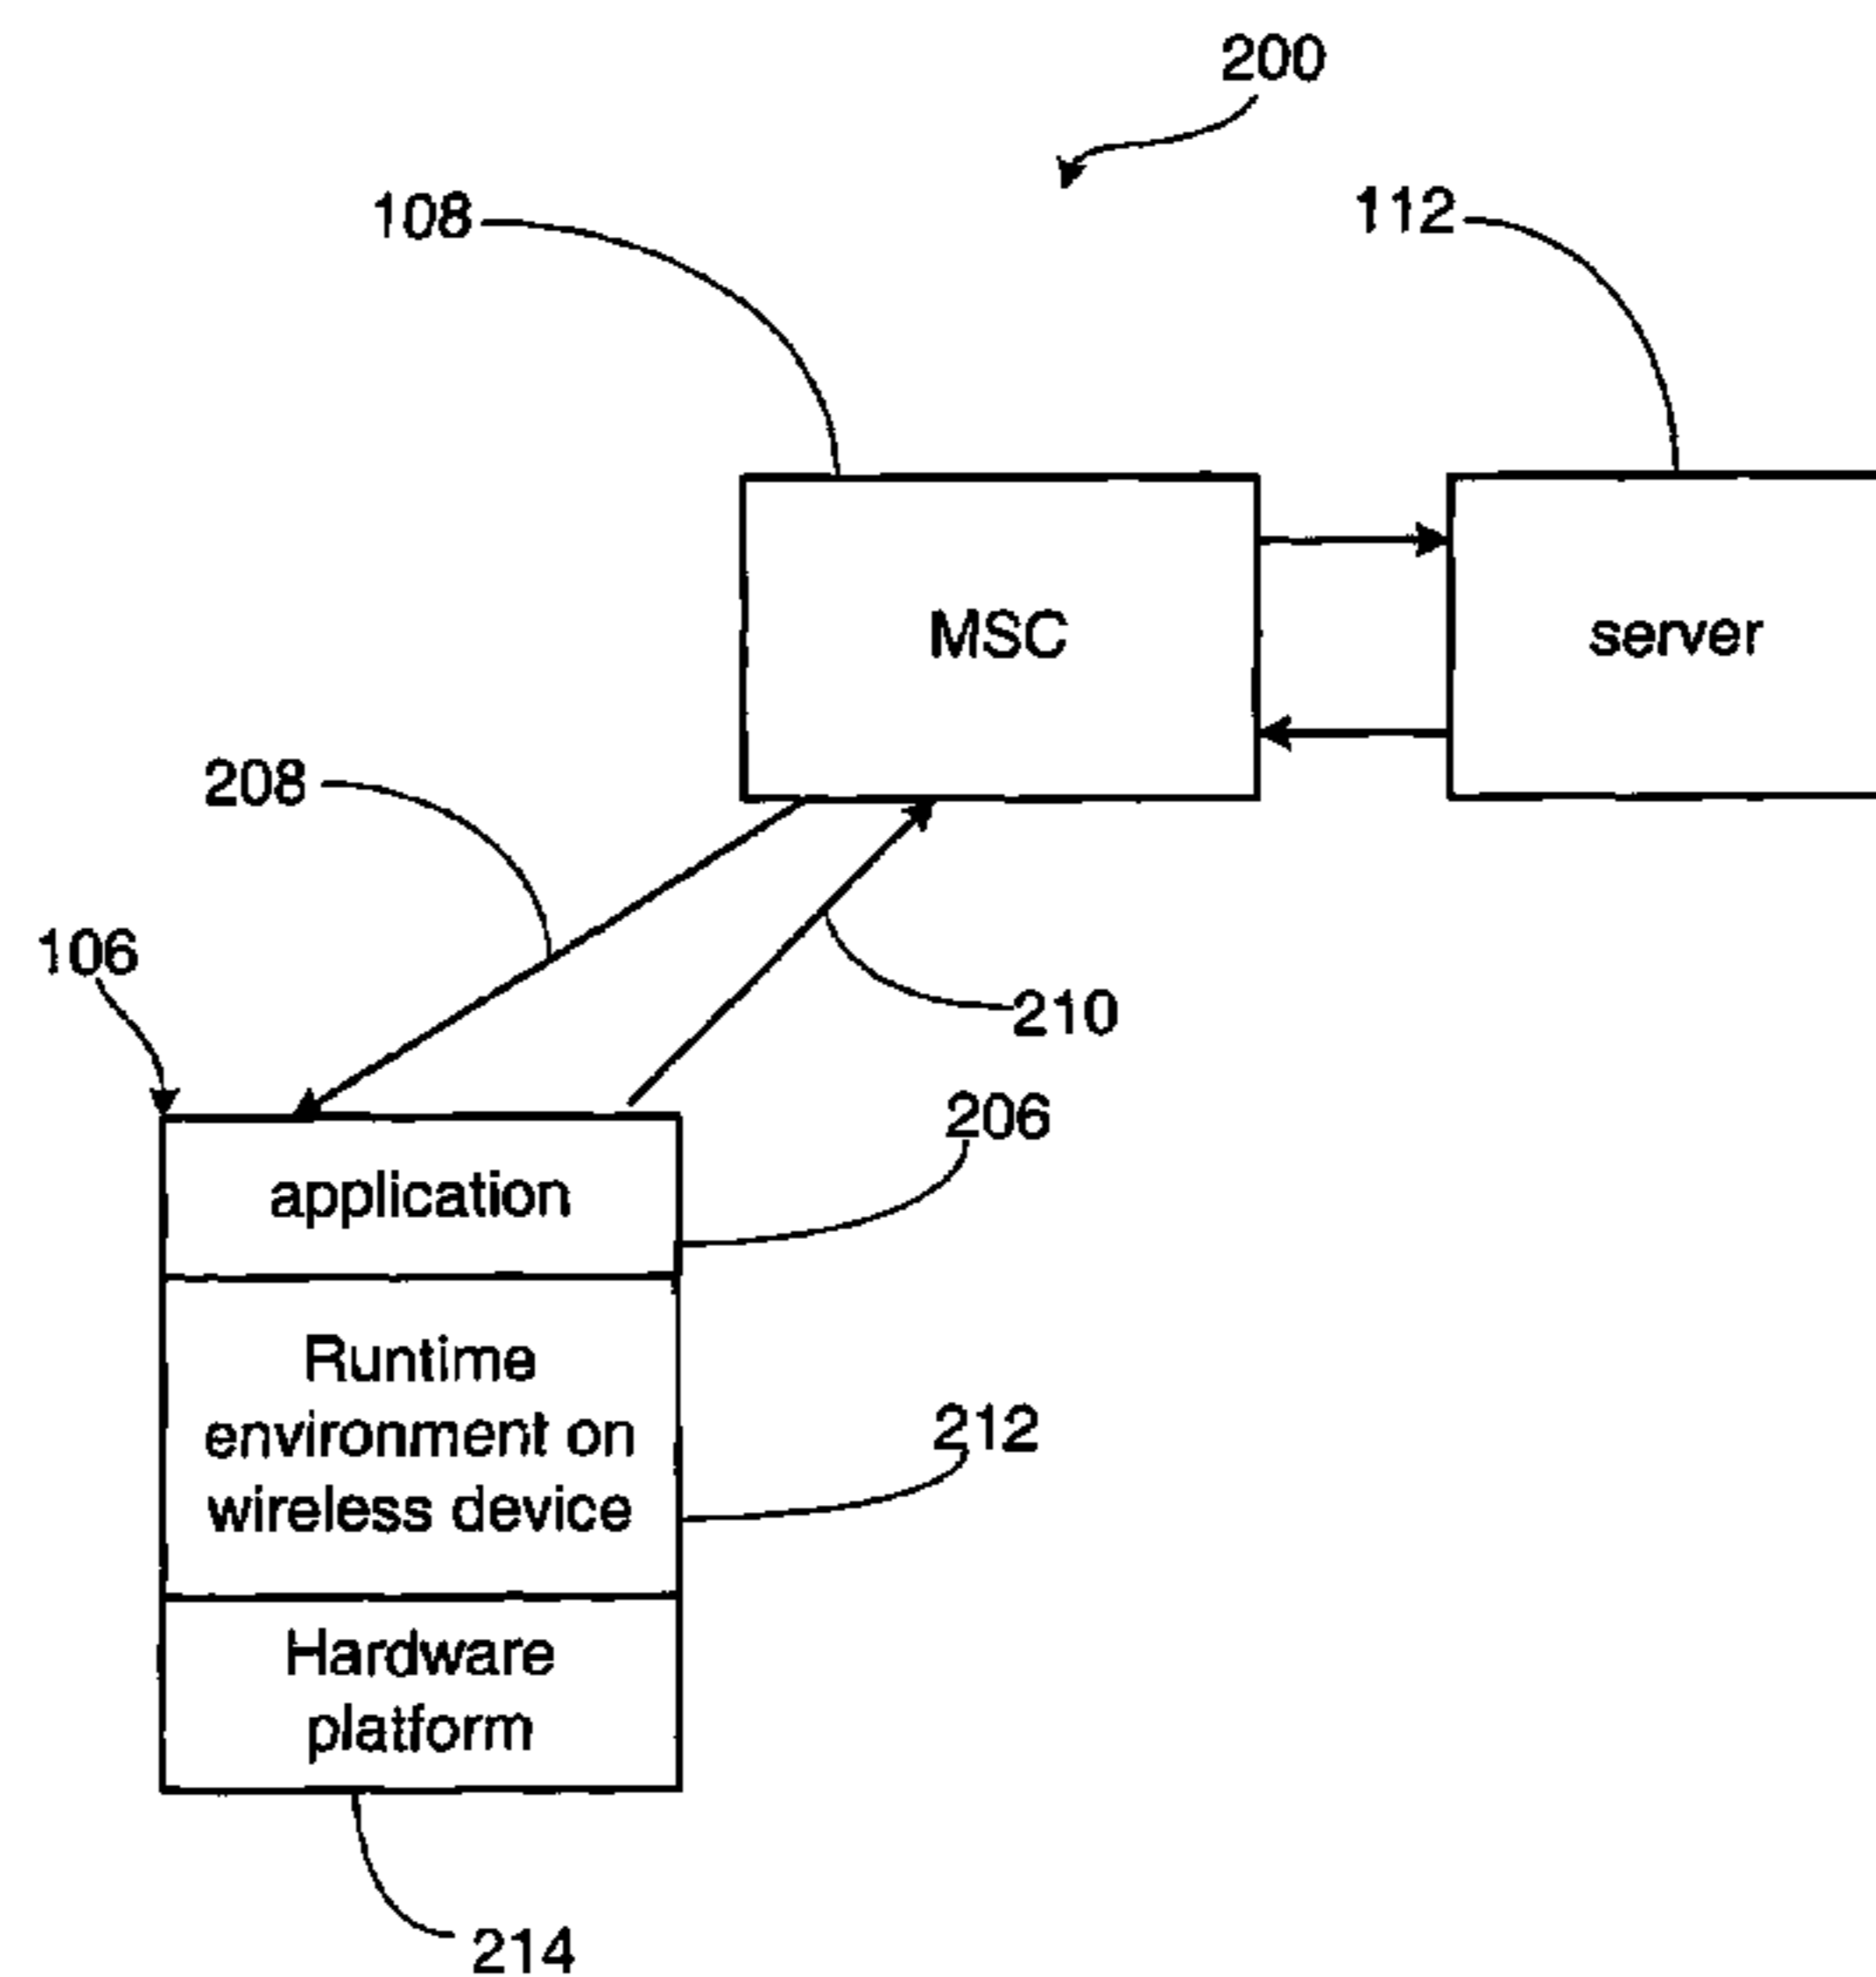 200
108
112
MSC
server
208
106
210
206
application
Runtime
environment on
wireless device
212
Hardware
platform
214